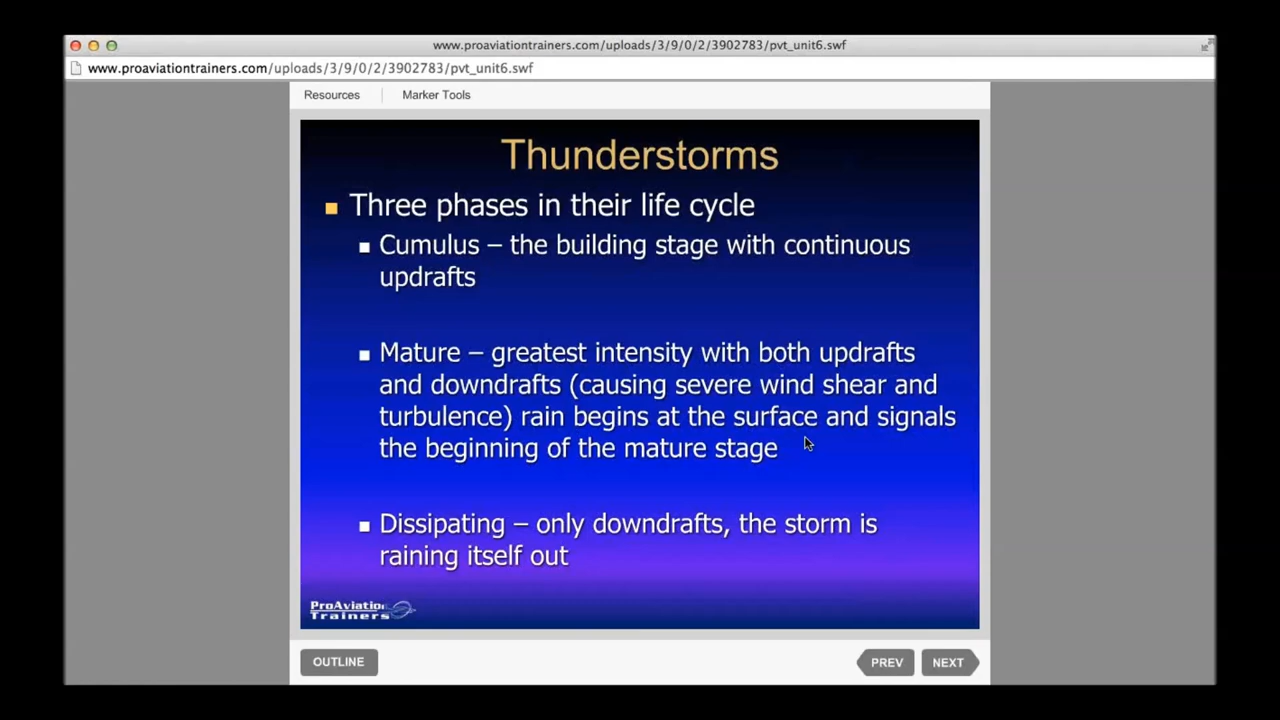 www.proaviationtrainers.com/uploads/3/9/0/2/3902783/pvt_unit6.swf
www.proaviationtrainers.com/uploads/3/9/0/2/3902783/pvt_unit6.swf
Resources
Marker Tools
Thunderstorms
Three phases in their life cycle
Cumulus – the building stage with continuous
updrafts
Mature – greatest intensity with both updrafts
and downdrafts (causing severe wind shear and
turbulence) rain begins at the surface and signals
the beginning of the mature stage
Dissipating – only downdrafts, the storm is
raining itself out
ProAviation
Trainers
OUTLINE
PREV
NEXT